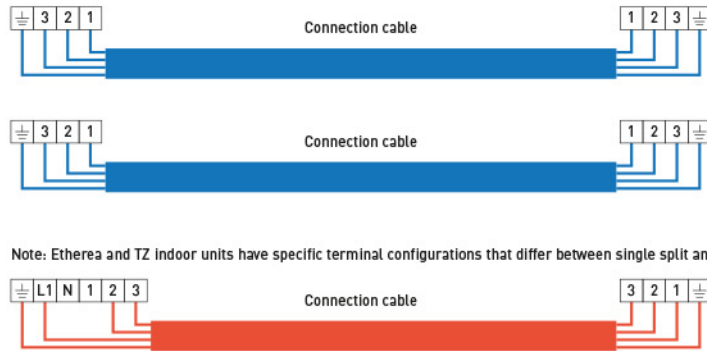 ⏚ 3 2 1 Connection cable 1 2 3 ⏚
⏚ 3 2 1 Connection cable 1 2 3 ⏚
Note: Etherea and TZ indoor units have specific terminal configurations that differ between single split an
⏚ L1 N 1 2 3 Connection cable 3 2 1 ⏚